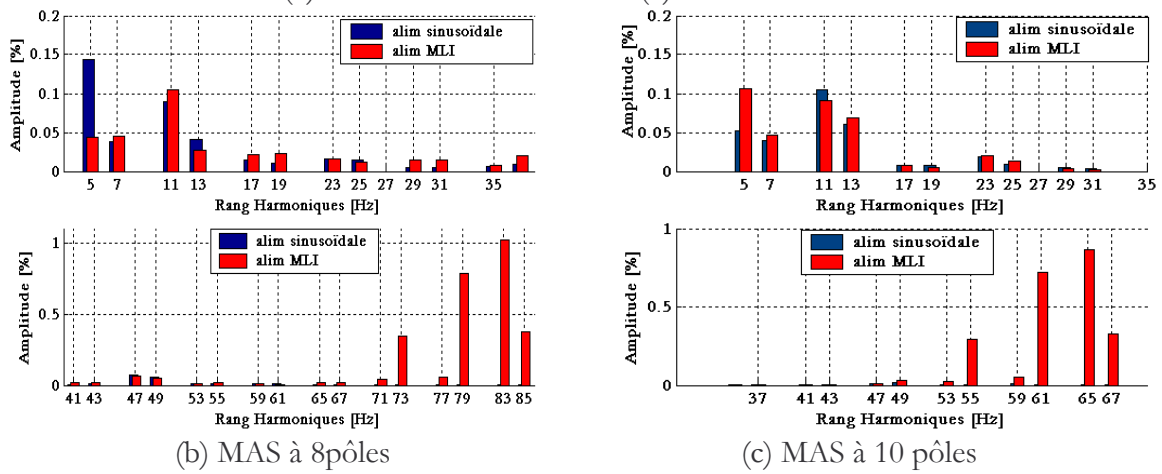 0.2
0.15
0.1
0.05
0
Amplitude [%]
alim sinusoïdale
alim MLI
5 7 11 13 17 19 23 25 27 29 31 35
Rang Harmoniques [Hz]
0.2
0.15
0.1
0.05
0
Amplitude [%]
alim sinusoïdale
alim MLI
5 7 11 13 17 19 23 25 27 29 31 35
Rang Harmoniques [Hz]
1
0.5
0
Amplitude [%]
alim sinusoïdale
alim MLI
41 43 47 49 53 55 59 61 65 67 71 73 77 79 83 85
Rang Harmoniques [Hz]
1
0.5
0
Amplitude [%]
alim sinusoïdale
alim MLI
37 41 43 47 49 53 55 59 61 65 67
Rang Harmoniques [Hz]
(b) MAS à 8pôles
(c) MAS à 10 pôles